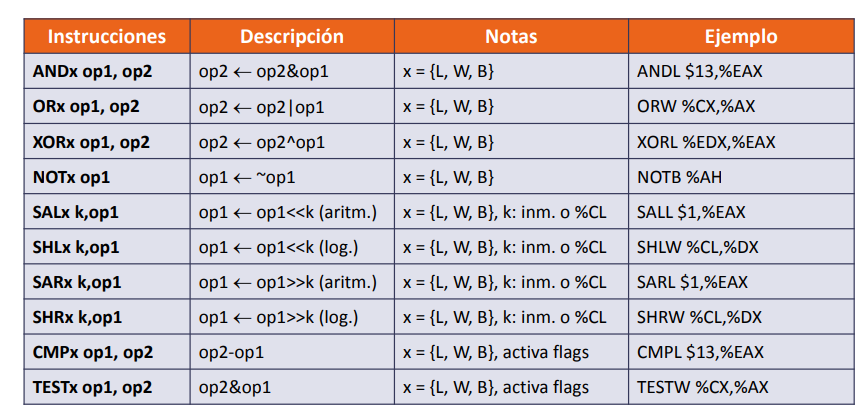 Instrucciones Descripción Notas Ejemplo
ANDx op1, op2 op2 ← op2&op1 x = {L, W, B} ANDL $13,%EAX
ORx op1, op2 op2 ← op2|op1 x = {L, W, B} ORW %CX,%AX
XORx op1, op2 op2 ← op2^op1 x = {L, W, B} XORL %EDX,%EAX
NOTx op1 op1 ← ~op1 x = {L, W, B} NOTB %AH
SALx k,op1 op1 ← op1<<k (aritm.) x = {L, W, B}, k: inm. o %CL SALL $1,%EAX
SHLx k,op1 op1 ← op1<<k (log.) x = {L, W, B}, k: inm. o %CL SHLW %CL,%DX
SARx k,op1 op1 ← op1>>k (aritm.) x = {L, W, B}, k: inm. o %CL SARL $1,%EAX
SHRx k,op1 op1 ← op1>>k (log.) x = {L, W, B}, k: inm. o %CL SHRW %CL,%DX
CMPx op1, op2 op2-op1 x = {L, W, B}, activa flags CMPL $13,%EAX
TESTx op1, op2 op2&op1 x = {L, W, B}, activa flags TESTW %CX,%AX